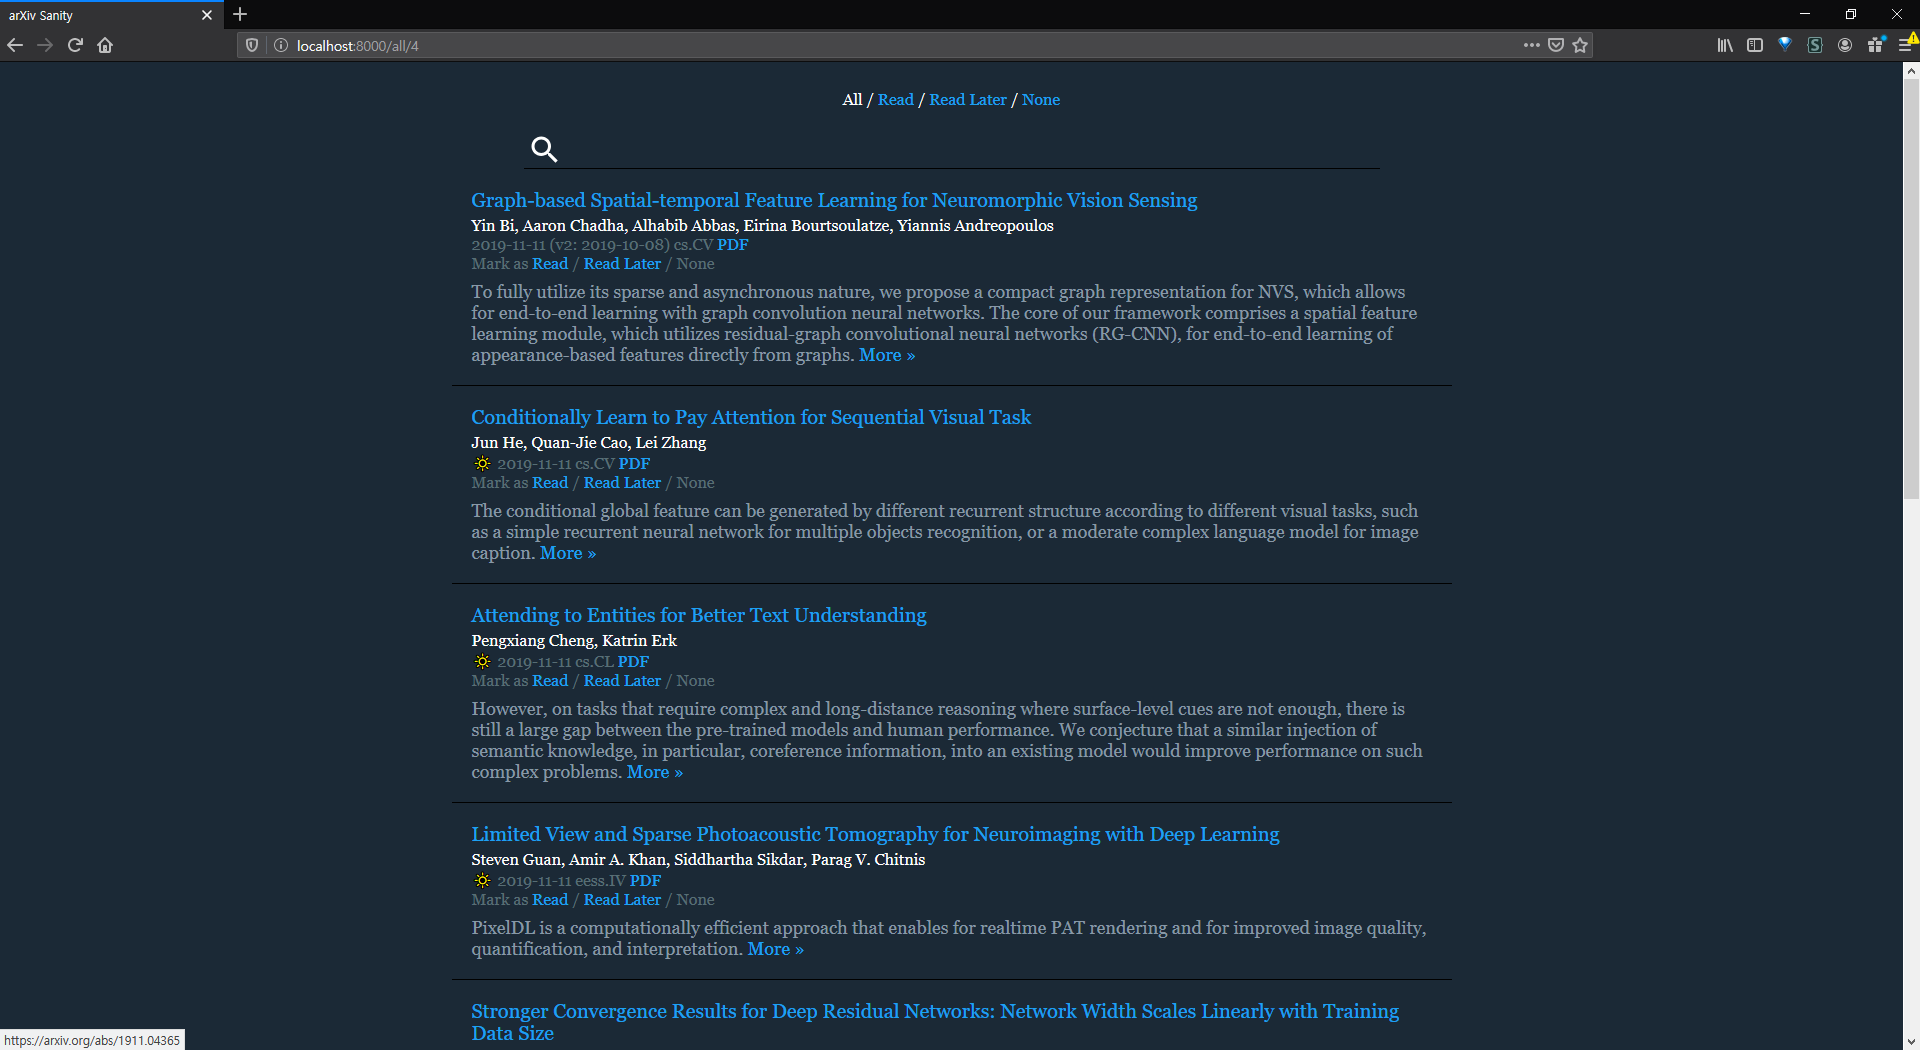 arXiv Sanity
localhost:8000/all/4
All / Read / Read Later / None
Graph-based Spatial-temporal Feature Learning for Neuromorphic Vision Sensing
Yin Bi, Aaron Chadha, Alhabib Abbas, Eirina Bourtsoulatze, Yiannis Andreopoulos
2019-11-11 (v2: 2019-10-08) cs.CV PDF
Mark as Read / Read Later / None
To fully utilize its sparse and asynchronous nature, we propose a compact graph representation for NVS, which allows
for end-to-end learning with graph convolution neural networks. The core of our framework comprises a spatial feature
learning module, which utilizes residual-graph convolutional neural networks (RG-CNN), for end-to-end learning of
appearance-based features directly from graphs. More »
Conditionally Learn to Pay Attention for Sequential Visual Task
Jun He, Quan-Jie Cao, Lei Zhang
2019-11-11 cs.CV PDF
Mark as Read / Read Later / None
The conditional global feature can be generated by different recurrent structure according to different visual tasks, such
as a simple recurrent neural network for multiple objects recognition, or a moderate complex language model for image
caption. More »
Attending to Entities for Better Text Understanding
Pengxiang Cheng, Katrin Erk
2019-11-11 cs.CL PDF
Mark as Read / Read Later / None
However, on tasks that require complex and long-distance reasoning where surface-level cues are not enough, there is
still a large gap between the pre-trained models and human performance. We conjecture that a similar injection of
semantic knowledge, in particular, coreference information, into an existing model would improve performance on such
complex problems. More »
Limited View and Sparse Photoacoustic Tomography for Neuroimaging with Deep Learning
Steven Guan, Amir A. Khan, Siddhartha Sikdar, Parag V. Chitnis
2019-11-11 eess.IV PDF
Mark as Read / Read Later / None
PixelDL is a computationally efficient approach that enables for realtime PAT rendering and for improved image quality,
quantification, and interpretation. More »
Stronger Convergence Results for Deep Residual Networks: Network Width Scales Linearly with Training
Data Size
https://arxiv.org/abs/1911.04365